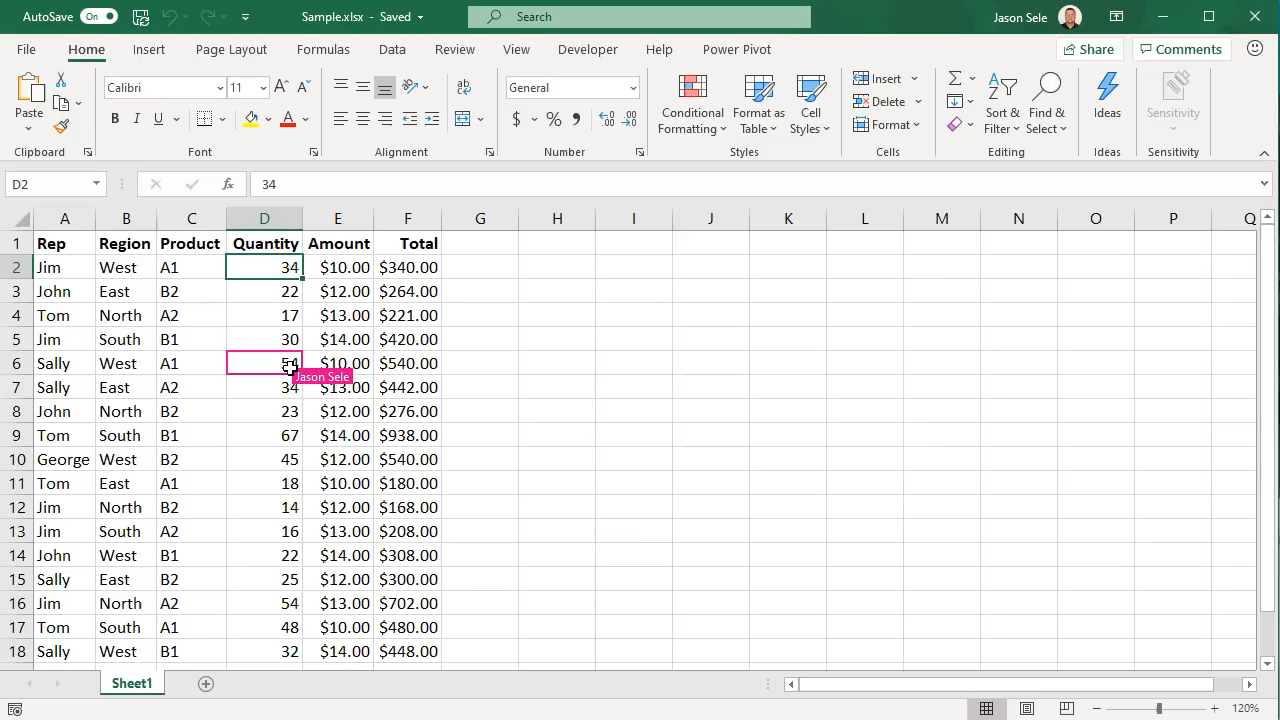 AutoSave On Sample.xlsx - Saved Search Jason Sele
File Home Insert Page Layout Formulas Data Review View Developer Help Power Pivot Share Comments
Calibri 11 General Insert
Paste Conditional Formatting Format as Table Cell Styles Delete Sort & Filter Find & Select Ideas Sensitivity
B I U $ % Format
Clipboard Font Alignment Number Styles Cells Editing Ideas Sensitivity
D2 fx 34
A B C D E F G H I J K L M N O P Q
1 Rep Region Product Quantity Amount Total
2 Jim West A1 34 $10.00 $340.00
3 John East B2 22 $12.00 $264.00
4 Tom North A2 17 $13.00 $221.00
5 Jim South B1 30 $14.00 $420.00
6 Sally West A1 54 $10.00 $540.00
Jason Sele
7 Sally East A2 34 $13.00 $442.00
8 John North B2 23 $12.00 $276.00
9 Tom South B1 67 $14.00 $938.00
10 George West B2 45 $12.00 $540.00
11 Tom East A1 18 $10.00 $180.00
12 Jim North B2 14 $12.00 $168.00
13 Jim South A2 16 $13.00 $208.00
14 John West B1 22 $14.00 $308.00
15 Sally East B2 25 $12.00 $300.00
16 Jim North A2 54 $13.00 $702.00
17 Tom South A1 48 $10.00 $480.00
18 Sally West B1 32 $14.00 $448.00
Sheet1
120%